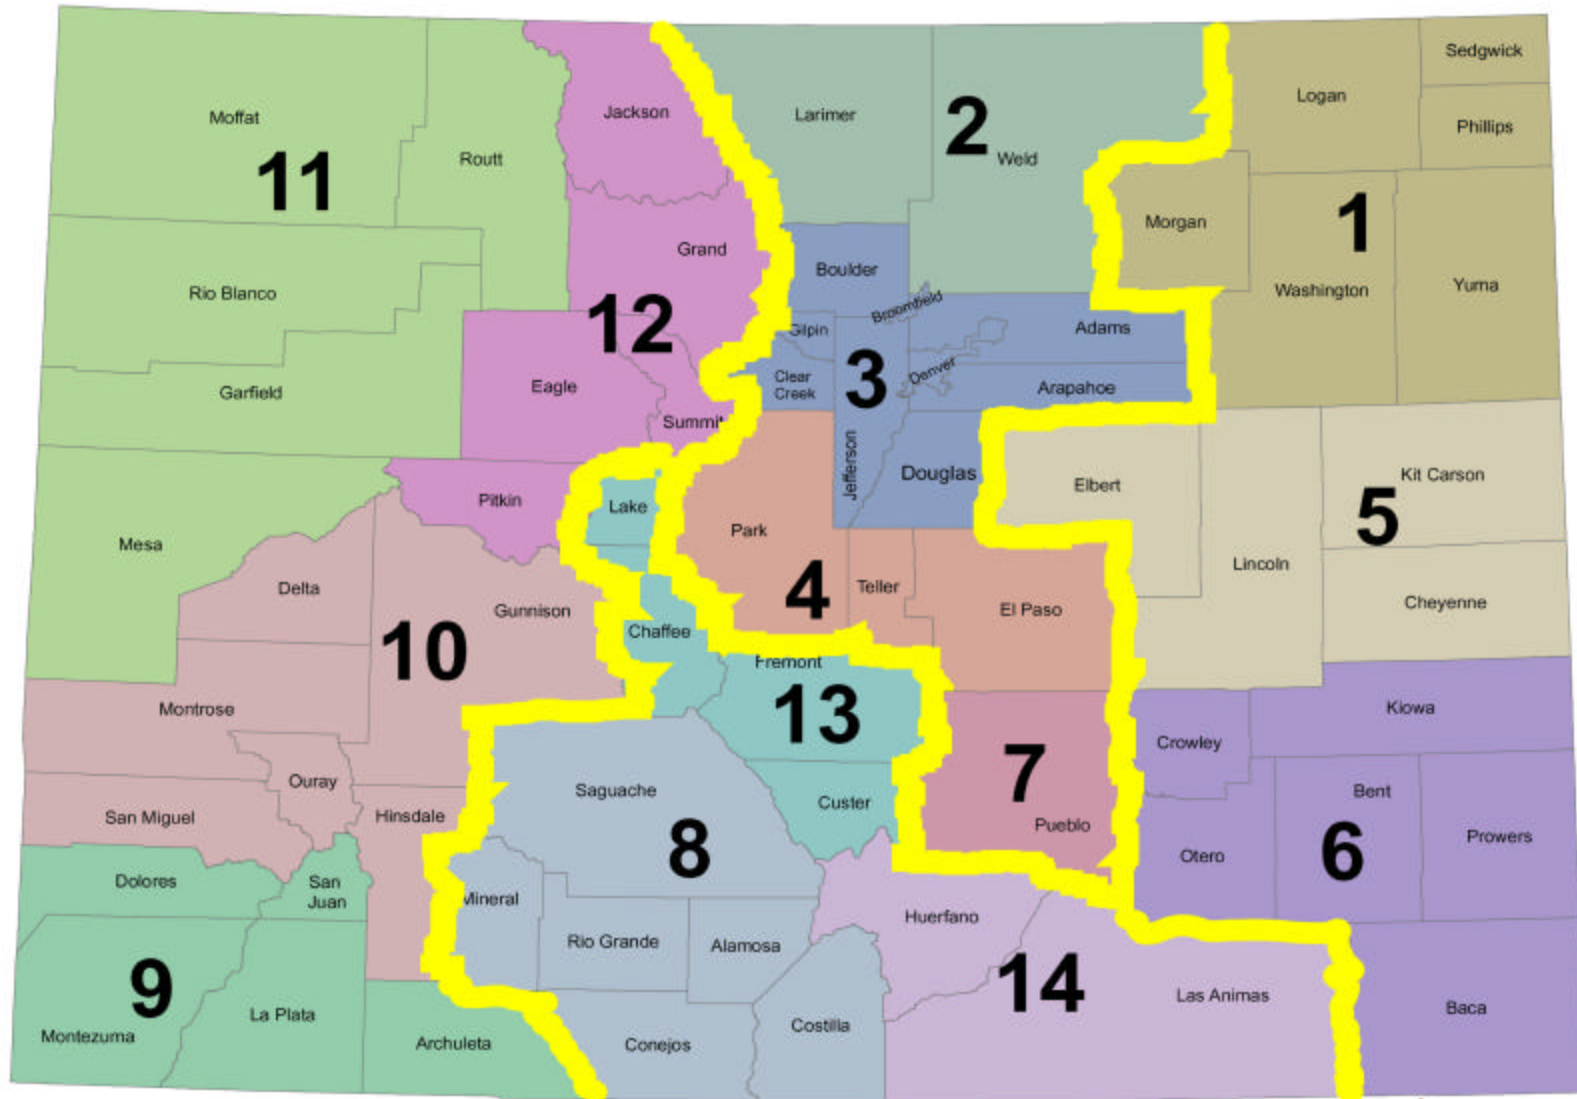 Sedgwick
Logan
Jackson
Larimer
Moffat
2
Phillips
Routt
Weld
11
Morgan
1
Grand
Boulder
Rio Blanco
Washington
Yuma
Broomfield
12
Gilpin
Adams
Clear
Creek
3
Denver
Eagle
Arapahoe
Garfield
Summit
Jefferson
Douglas
Kit Carson
Elbert
Pitkin
Lake
5
Park
Mesa
Lincoln
Delta
4
Teller
Gunnison
El Paso
Cheyenne
Chaffee
10
Fremont
Montrose
13
Kiowa
Crowley
Ouray
7
Saguache
Bent
Custer
San Miguel
Hinsdale
Pueblo
8
6
Prowers
Otero
Dolores
San
Juan
Mineral
Huerfano
Rio Grande
Alamosa
9
14
Las Animas
La Plata
Baca
Costilla
Montezuma
Archuleta
Conejos